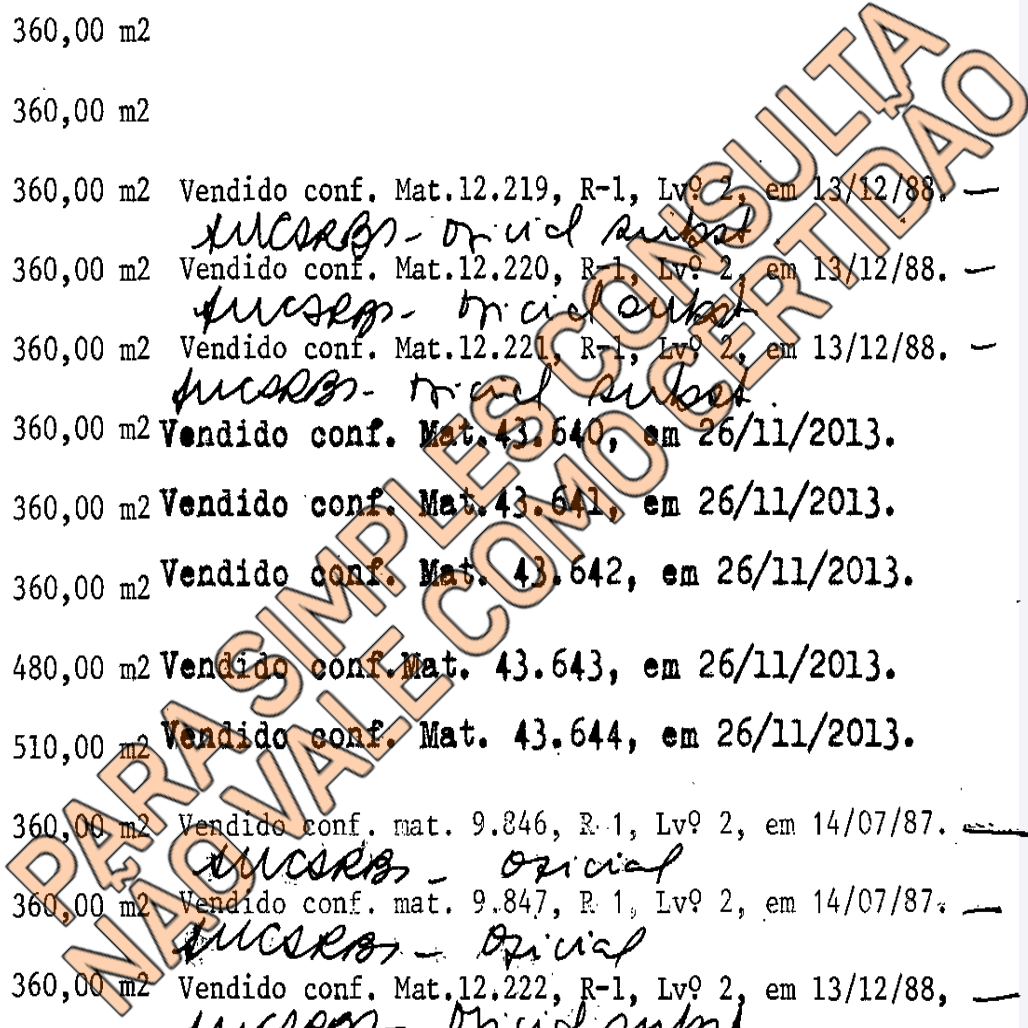 360,00 m2
360,00 m2
360,00 m2 Vendido conf. Mat.12.219, R-1, Lvº 2, em 13/12/88.
oficial subst.
360,00 m2 Vendido conf. Mat.12.220, R-1, Lvº 2, em 13/12/88.
oficial subst.
360,00 m2 Vendido conf. Mat.12.221, R-1, Lvº 2, em 13/12/88.
oficial subst.
360,00 m2 Vendido conf. Mat.43.640, em 26/11/2013.
360,00 m2 Vendido conf. Mat.43.641, em 26/11/2013.
360,00 m2 Vendido conf. Mat. 43.642, em 26/11/2013.
480,00 m2 Vendido conf.Mat. 43.643, em 26/11/2013.
510,00 m2 Vendido conf. Mat. 43.644, em 26/11/2013.
360,00 m2 Vendido conf. mat. 9.846, R-1, Lvº 2, em 14/07/87.
Oficial
360,00 m2 Vendido conf. mat. 9.847, R 1, Lvº 2, em 14/07/87.
Oficial
360,00 m2 Vendido conf. Mat.12.222, R-1, Lvº 2, em 13/12/88,
oficial subst
PARA SIMPLES CONSULTA
NÃO VALE COMO CERTIDÃO